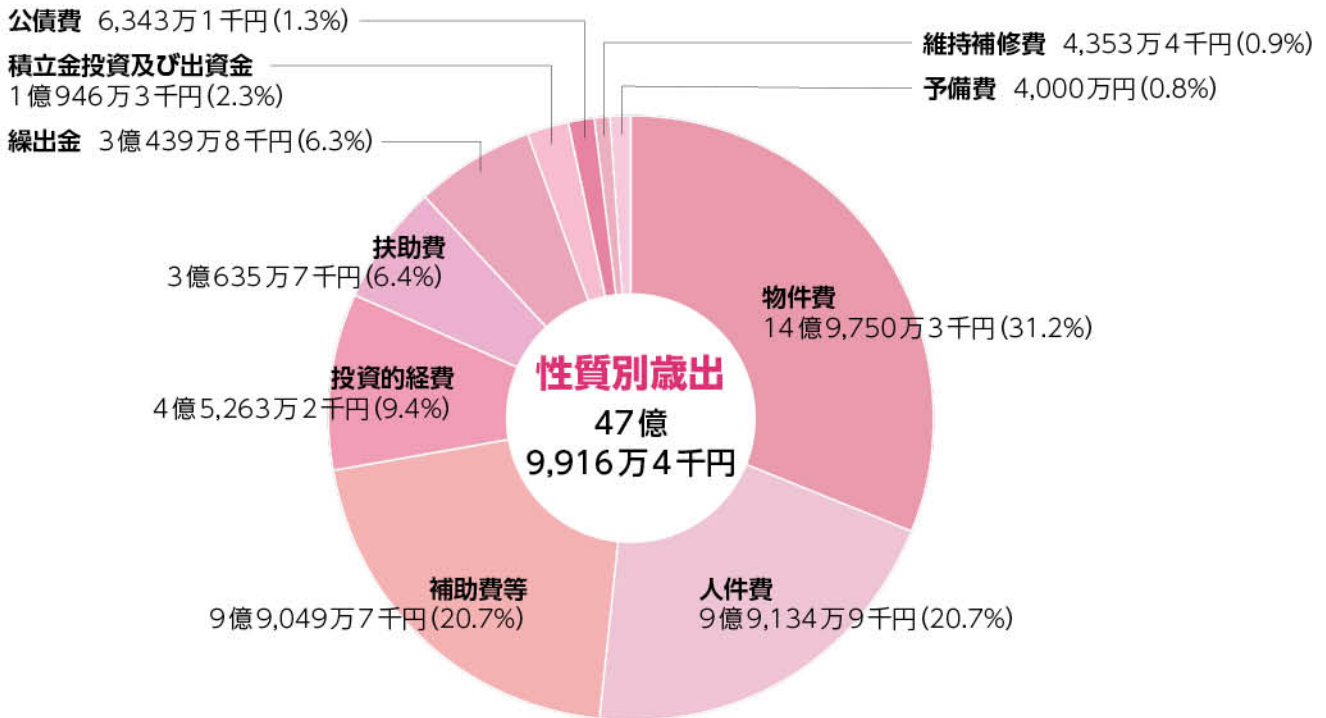 公債費 6,343万1千円(1.3%)
積立金投資及び出資金
1億946万3千円(2.3%)
繰出金 3億439万8千円(6.3%)
維持補修費 4,353万4千円(0.9%)
予備費 4,000万円(0.8%)
扶助費
3億635万7千円(6.4%)
物件費
14億9,750万3千円(31.2%)
投資的経費
4億5,263万2千円(9.4%)
性質別歳出
47億
9,916万4千円
補助費等
9億9,049万7千円(20.7%)
人件費
9億9,134万9千円(20.7%)